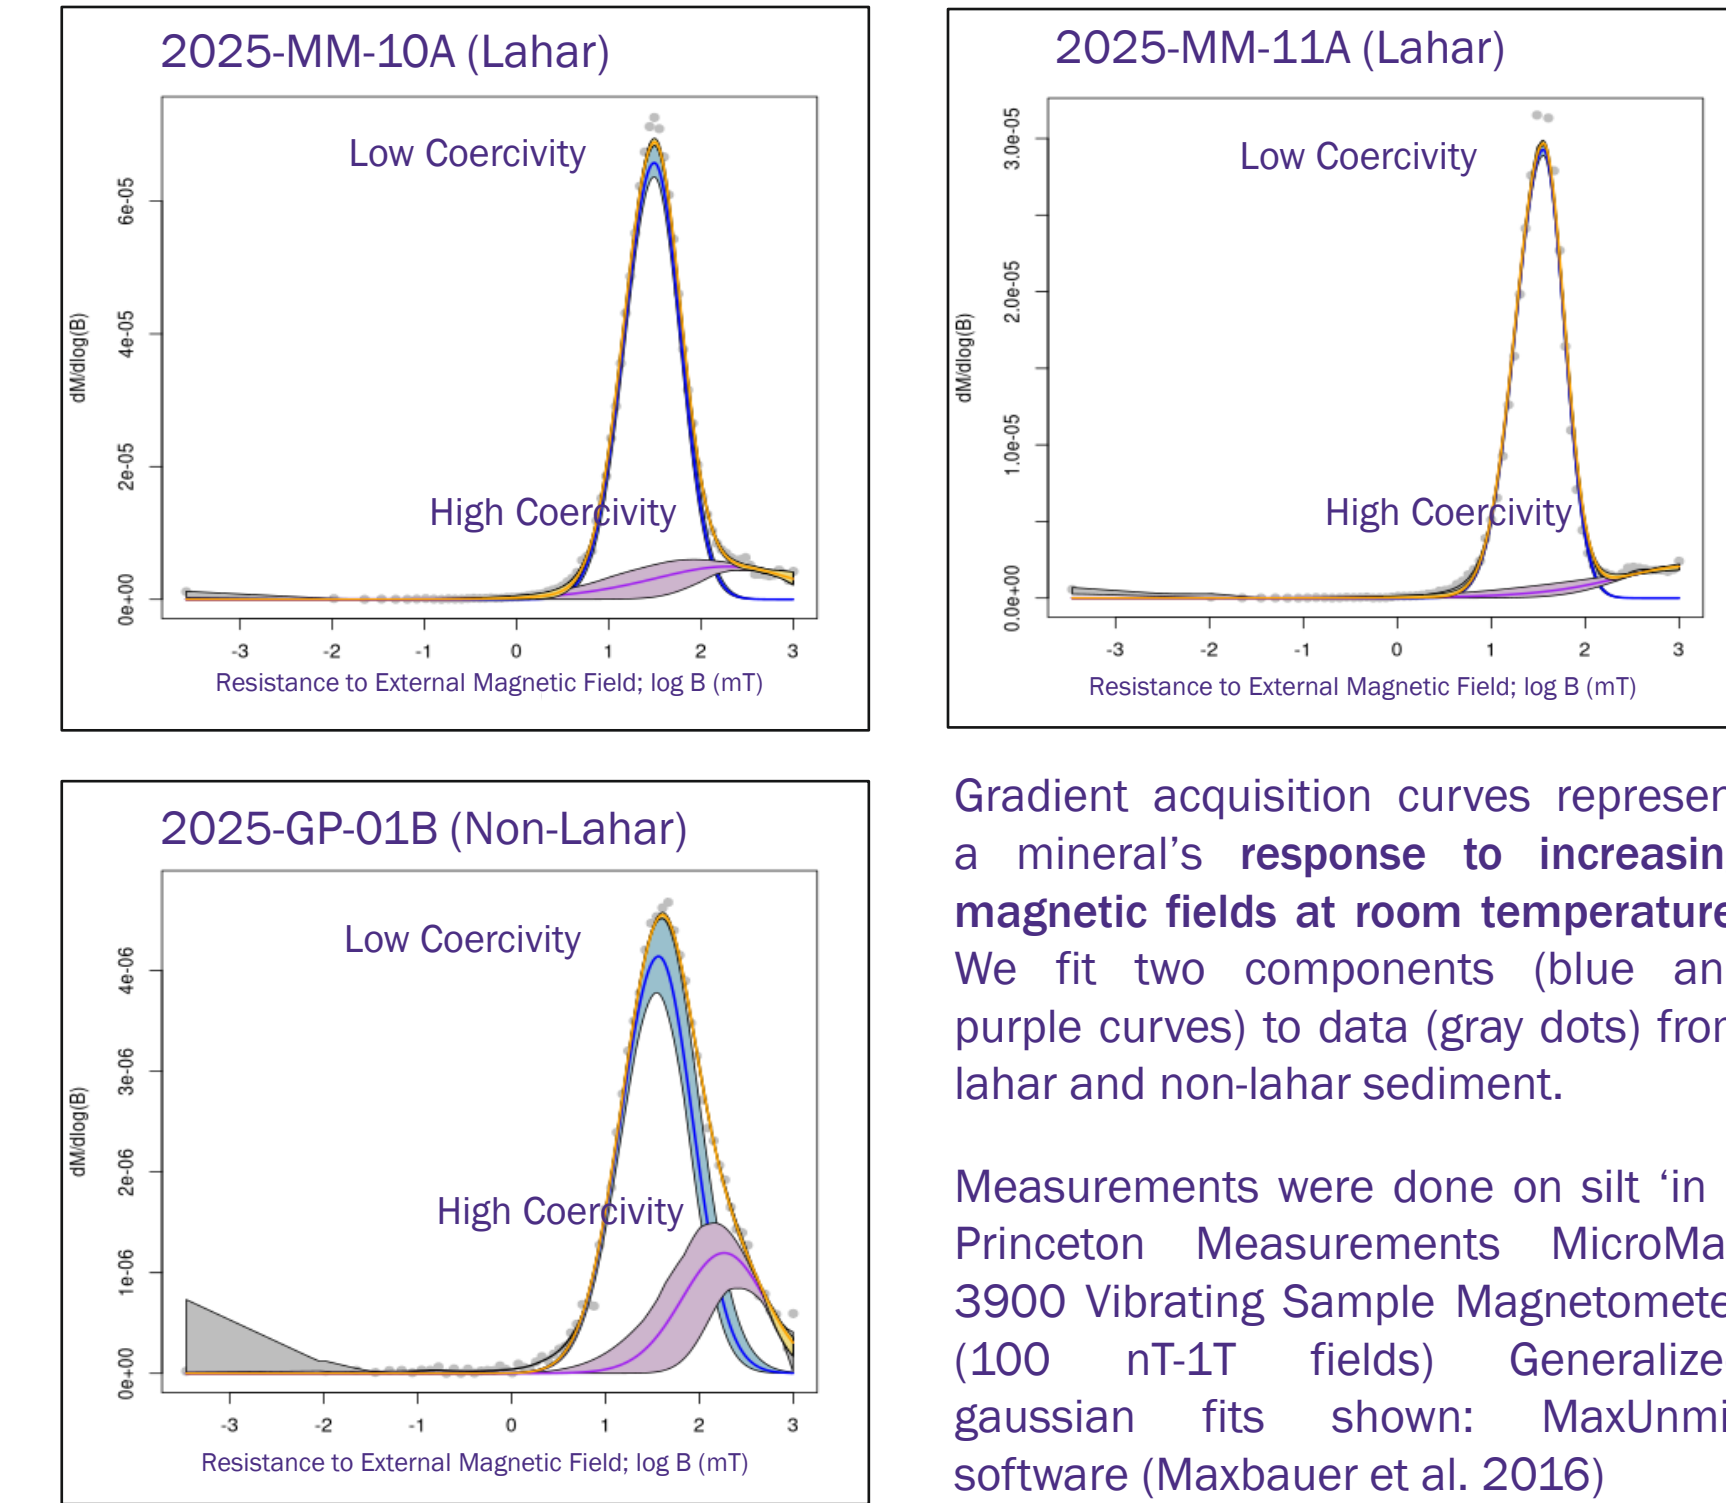 2025-MM-10A (Lahar)
Low Coercivity
High Coercivity
dM/dlog(B)
6e-05
4e-05
2e-05
0e+00
-3 -2 -1 0 1 2 3
Resistance to External Magnetic Field; log B (mT)
2025-MM-11A (Lahar)
Low Coercivity
High Coercivity
dM/dlog(B)
3.0e-05
2.0e-05
1.0e-05
0.0e+00
-3 -2 -1 0 1 2 3
Resistance to External Magnetic Field; log B (mT)
2025-GP-01B (Non-Lahar)
Low Coercivity
High Coercivity
dM/dlog(B)
4e-06
3e-06
2e-06
1e-06
0e+00
-3 -2 -1 0 1 2 3
Resistance to External Magnetic Field; log B (mT)
Gradient acquisition curves represen
a mineral's response to increasin
magnetic fields at room temperature
We fit two components (blue an
purple curves) to data (gray dots) from
lahar and non-lahar sediment.
Measurements were done on silt ‘in
Princeton Measurements MicroMa
3900 Vibrating Sample Magnetomete
(100 nT-1T fields) Generalize
gaussian fits shown: MaxUnmi
software (Maxbauer et al. 2016)